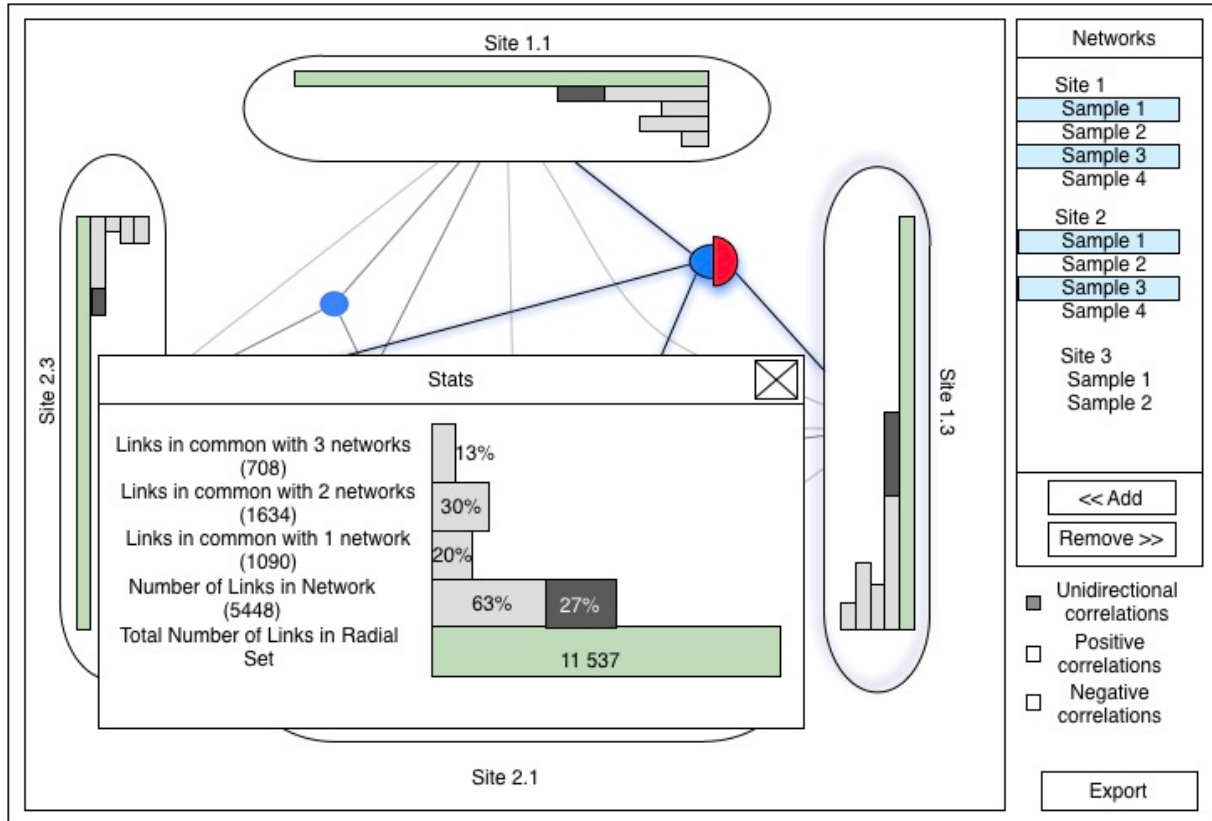 Site 1.1
Site 2.3
Site 1.3
Stats
Links in common with 3 networks
(708)
13%
Links in common with 2 networks
(1634)
30%
Links in common with 1 network
(1090)
20%
Number of Links in Network
(5448)
63%
27%
Total Number of Links in Radial
Set
11 537
Site 2.1
Networks
Site 1
Sample 1
Sample 2
Sample 3
Sample 4
Site 2
Sample 1
Sample 2
Sample 3
Sample 4
Site 3
Sample 1
Sample 2
<< Add
Remove >>
Unidirectional
correlations
Positive
correlations
Negative
correlations
Export